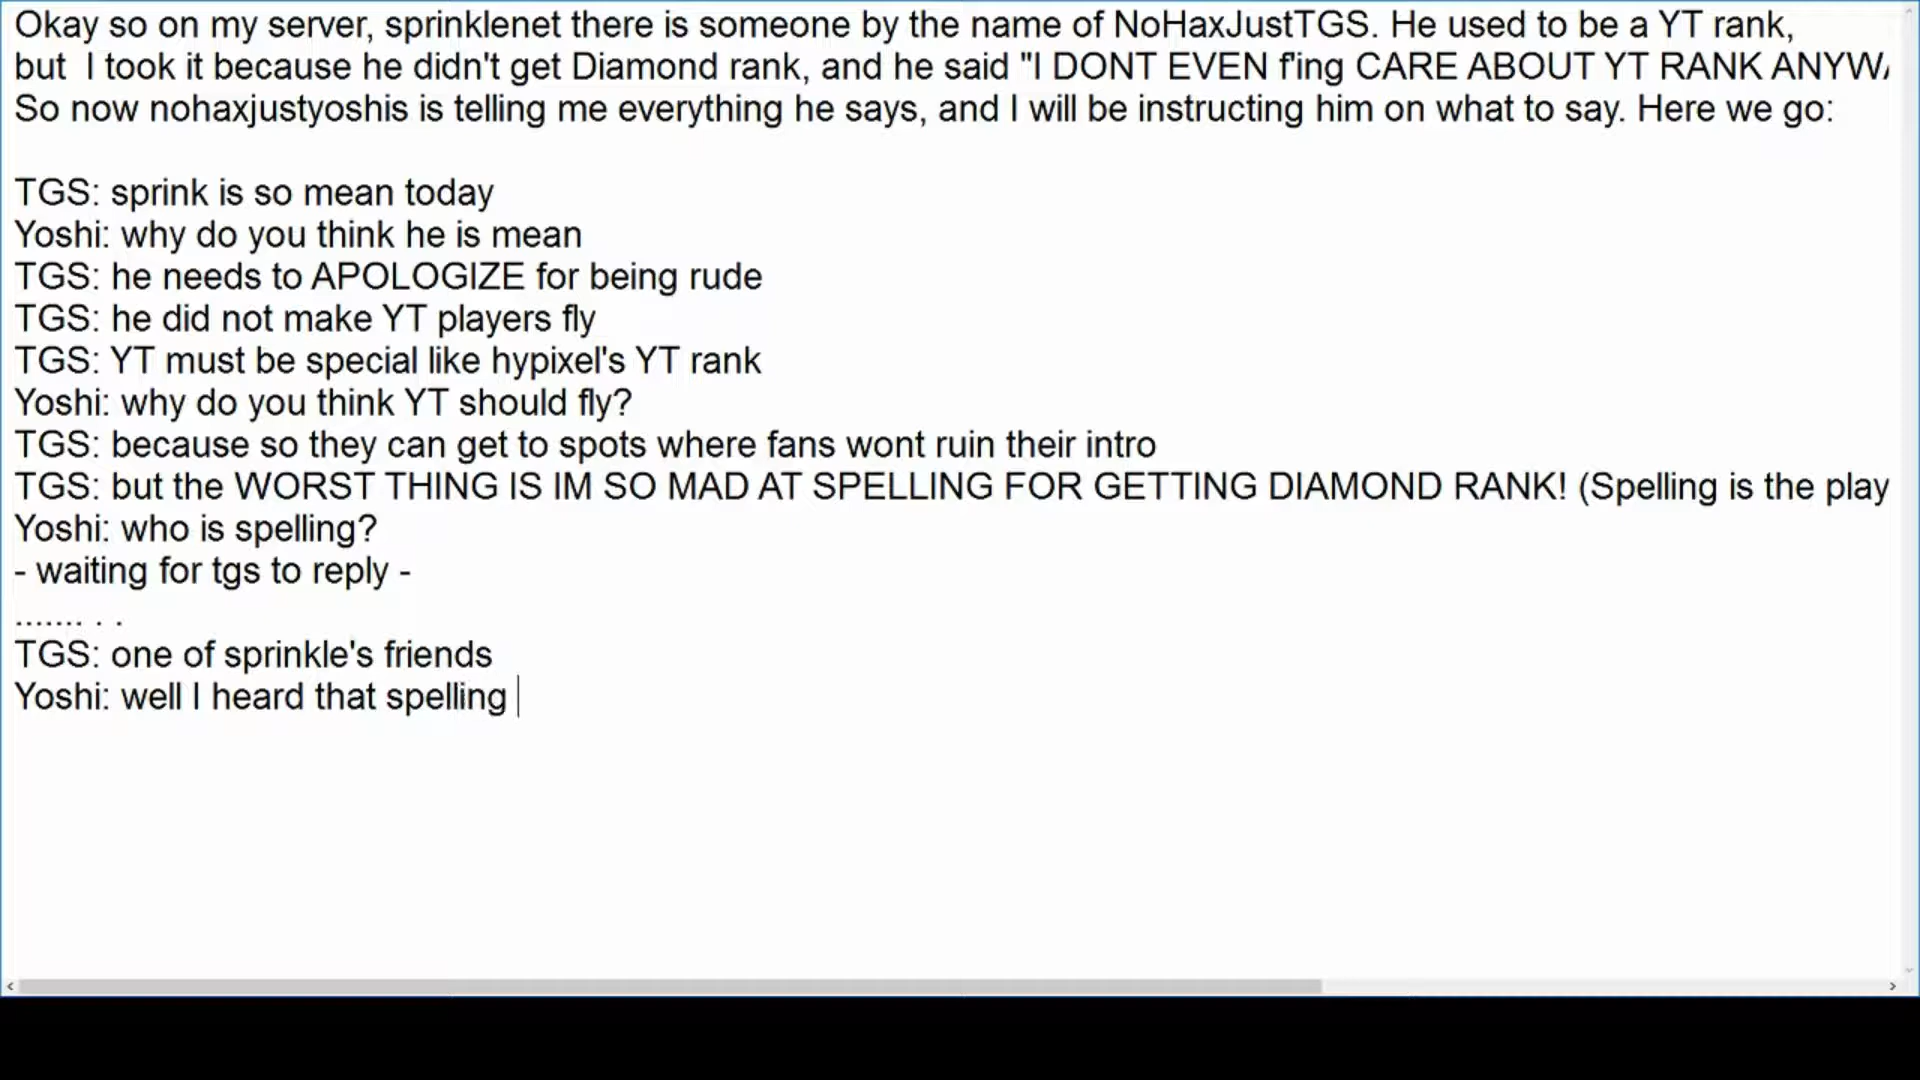 Okay so on my server, sprinklenet there is someone by the name of NoHaxJustTGS. He used to be a YT rank,
but  I took it because he didn't get Diamond rank, and he said "I DONT EVEN f'ing CARE ABOUT YT RANK ANYWA
So now nohaxjustyoshis is telling me everything he says, and I will be instructing him on what to say. Here we go:

TGS: sprink is so mean today
Yoshi: why do you think he is mean
TGS: he needs to APOLOGIZE for being rude
TGS: he did not make YT players fly
TGS: YT must be special like hypixel's YT rank
Yoshi: why do you think YT should fly?
TGS: because so they can get to spots where fans wont ruin their intro
TGS: but the WORST THING IS IM SO MAD AT SPELLING FOR GETTING DIAMOND RANK! (Spelling is the play
Yoshi: who is spelling?
- waiting for tgs to reply -
....... . .
TGS: one of sprinkle's friends
Yoshi: well I heard that spelling